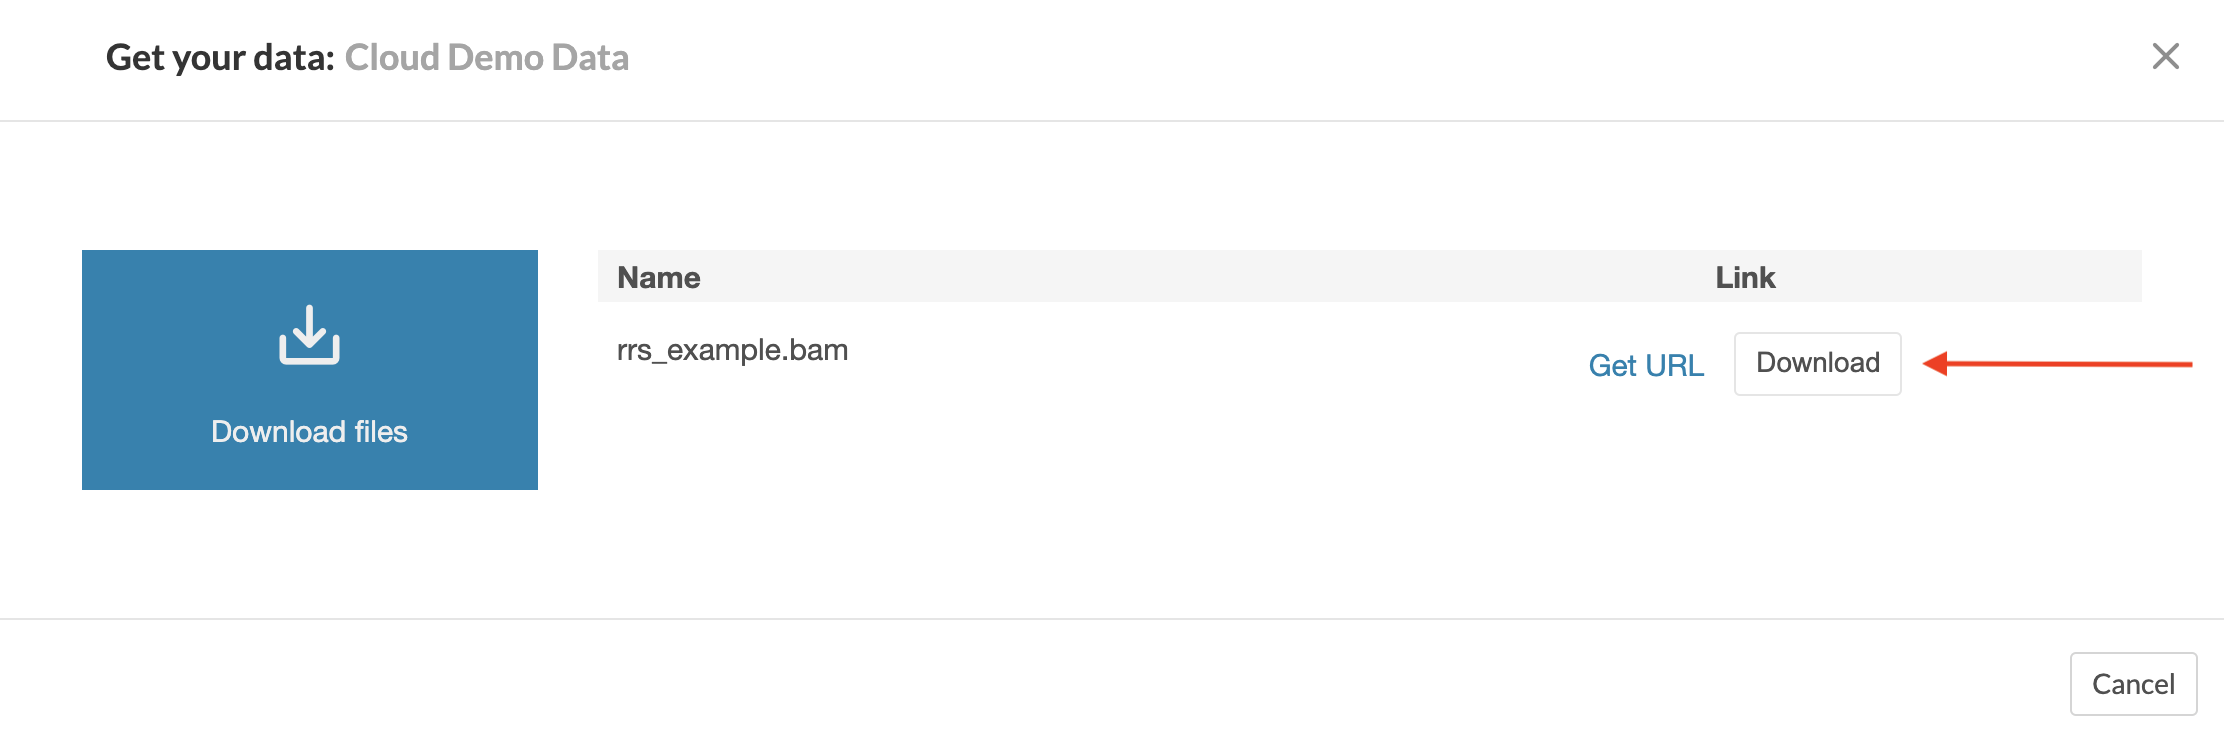 Get your data: Cloud Demo Data
Download files
Name Link
rrs_example.bam Get URL Download
Cancel